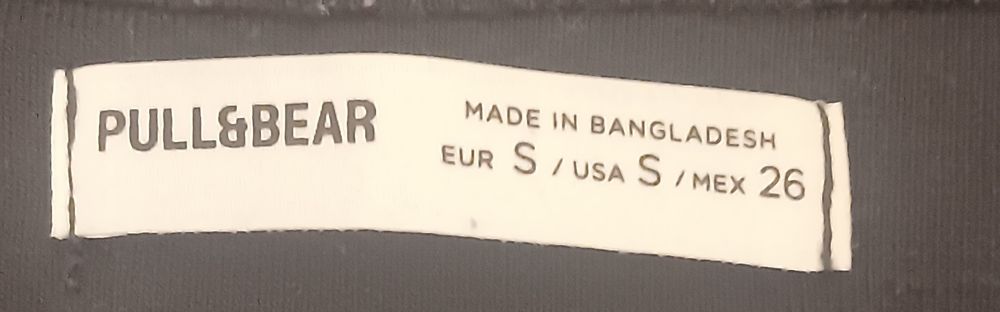 PULL&BEAR
MADE IN BANGLADESH
EUR S / USA S / MEX 26